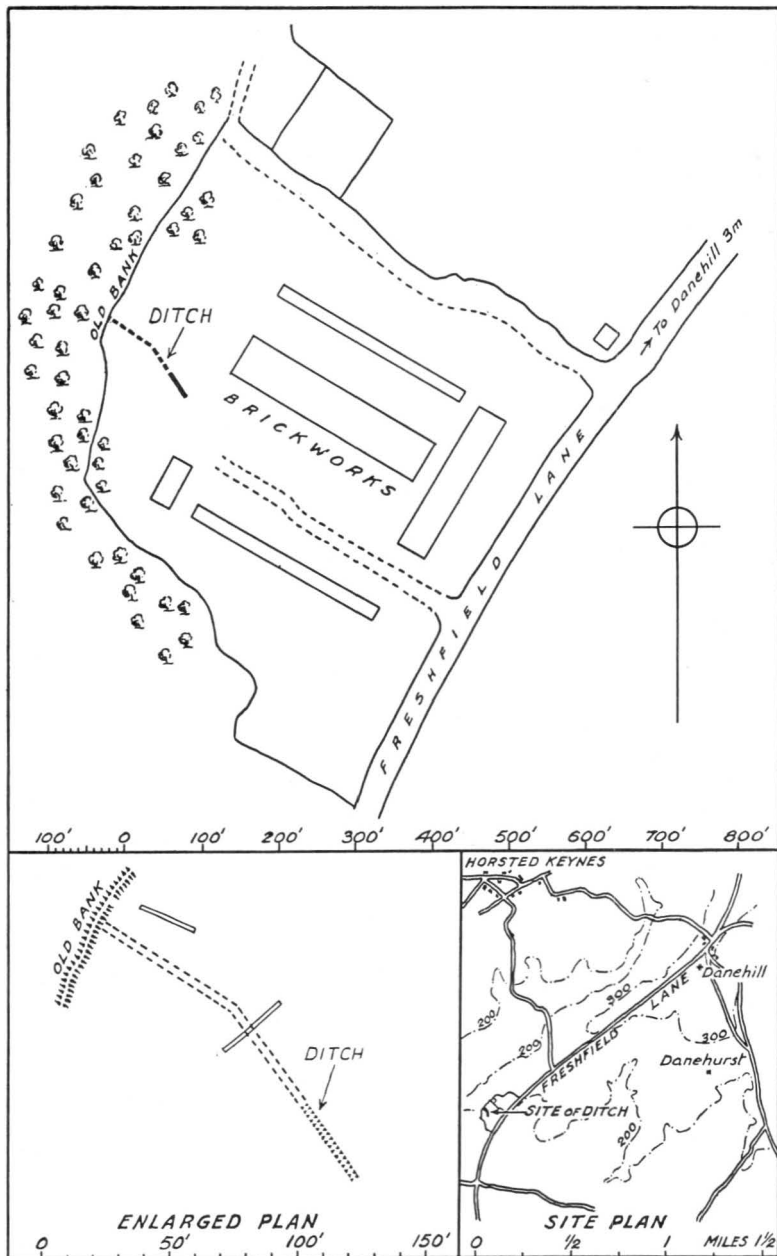 To Danehill 3m
OLD BANK
DITCH
BRICKWORKS
FRESHFIELD LANE
100' 0 100' 200' 300' 400' 500' 600' 700' 800'
OLD BANK
DITCH
ENLARGED PLAN
0 50' 100' 150'
HORSTED KEYNES
Danehill
300
200
200
LANE
300
FRESHFIELD
Danehurst
SITE OF DITCH
200
SITE PLAN
0 1/2 1 MILES 1 1/2